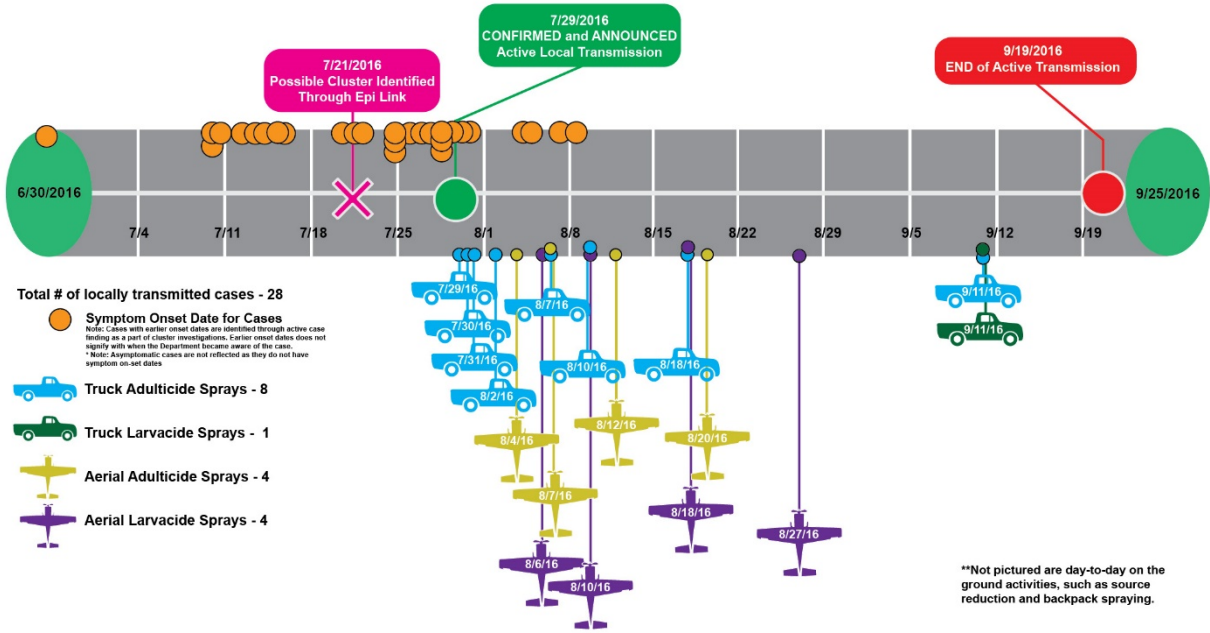 7/29/2016
CONFIRMED and ANNOUNCED
Active Local Transmission
7/21/2016
Possible Cluster Identified
Through Epi Link
9/19/2016
END of Active Transmission
6/30/2016
9/25/2016
7/4
7/11
7/18
7/25
8/1
8/8
8/15
8/22
8/29
9/5
9/12
9/19
Total # of locally transmitted cases - 28
Symptom Onset Date for Cases
Note: Cases with earlier onset dates are identified through active case
finding as a part of cluster investigations. Earlier onset dates does not
signify with when the Department became aware of the case.
* Note: Asymptomatic cases are not reflected as they do not have
symptom on-set dates
Truck Adulticide Sprays - 8
Truck Larvacide Sprays - 1
Aerial Adulticide Sprays - 4
Aerial Larvacide Sprays - 4
7/29/16
7/30/16
7/31/16
8/2/16
8/7/16
8/10/16
8/18/16
9/11/16
9/11/16
8/4/16
8/7/16
8/12/16
8/20/16
8/6/16
8/10/16
8/18/16
8/27/16
**Not pictured are day-to-day on the
ground activities, such as source
reduction and backpack spraying.